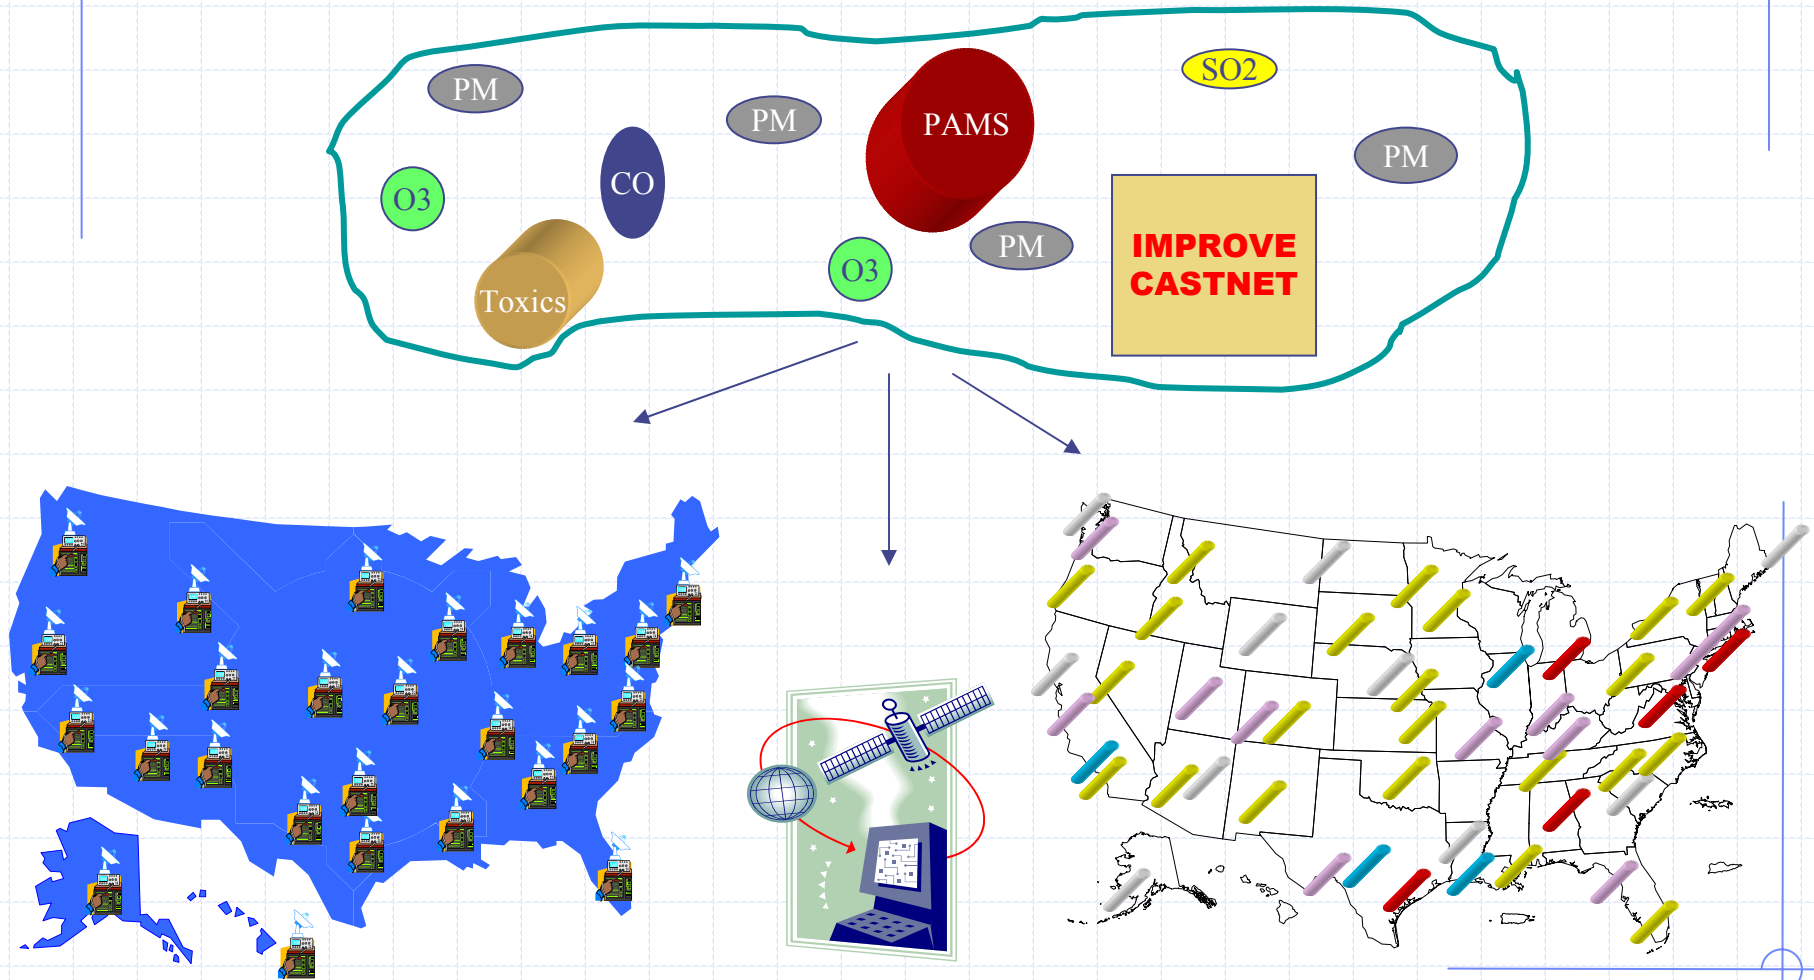 PM
SO2
PM
PAMS
PM
CO
O3
PM
IMPROVE
CASTNET
O3
Toxics